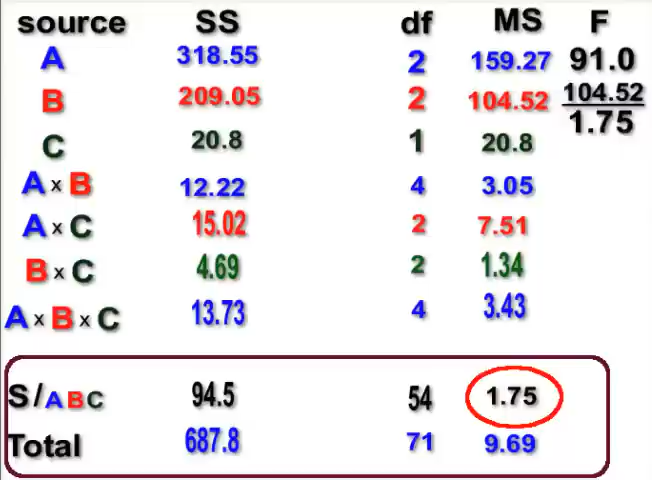 source SS df MS F
A 318.55 2 159.27 91.0
B 209.05 2 104.52 104.52
1.75
C 20.8 1 20.8
A x B 12.22 4 3.05
A x C 15.02 2 7.51
B x C 4.69 2 1.34
A x B x C 13.73 4 3.43
S / A B C 94.5 54 1.75
Total 687.8 71 9.69